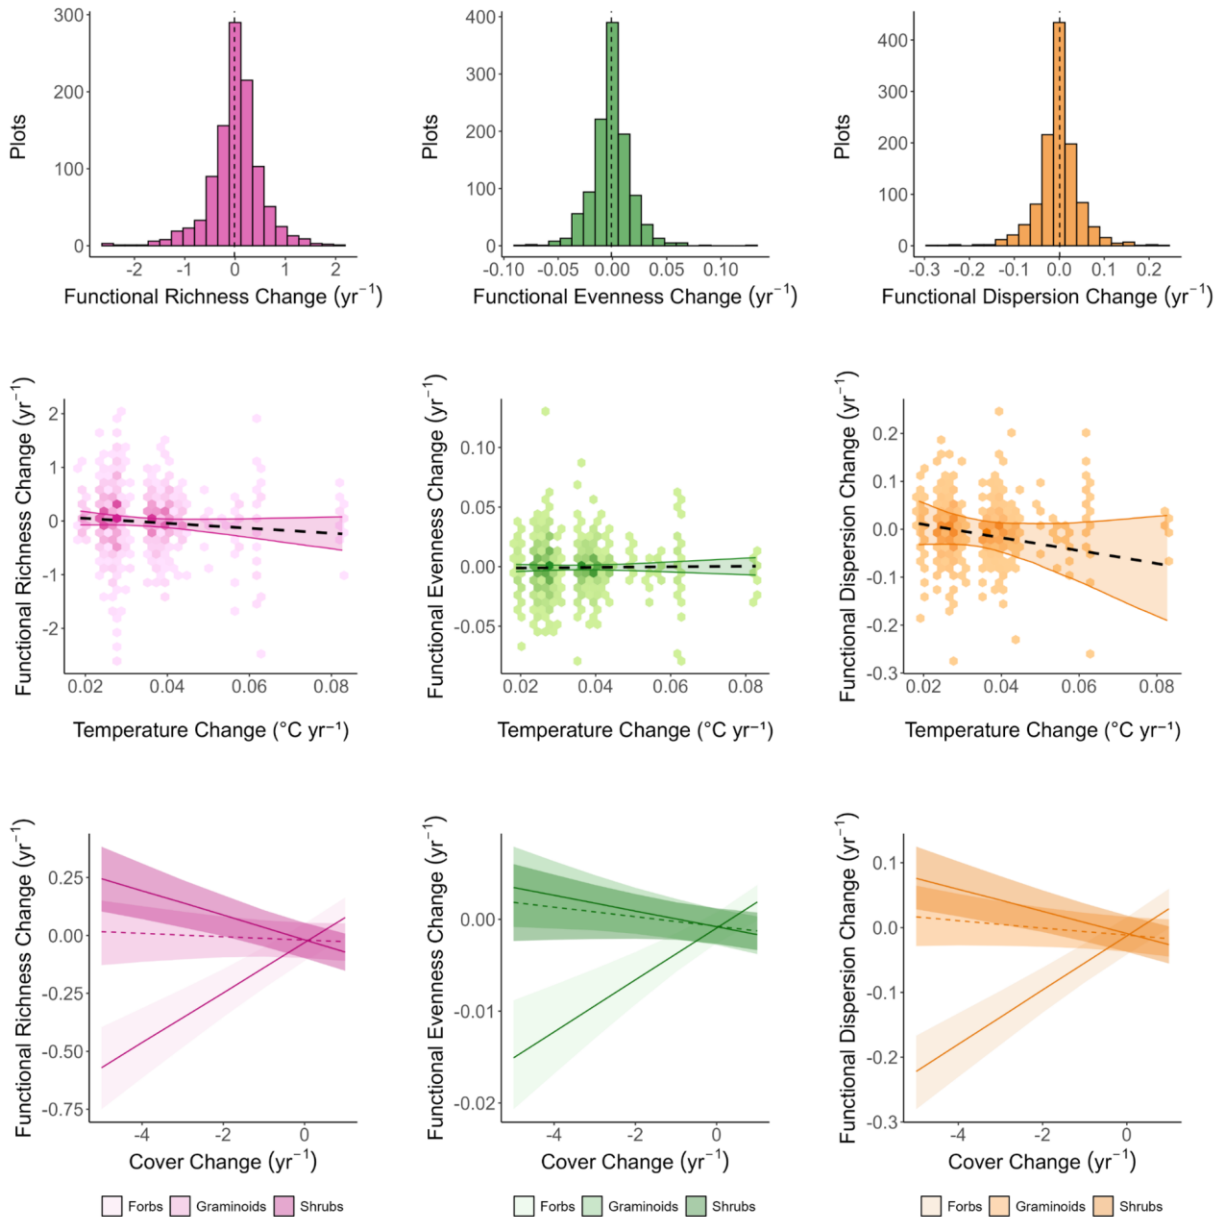 300
200
100
0
Plots
-2 -1 0 1 2
Functional Richness Change (yr⁻¹)
400
300
200
100
0
Plots
-0.10 -0.05 0.00 0.05 0.10
Functional Evenness Change (yr⁻¹)
400
300
200
100
0
Plots
-0.3 -0.2 -0.1 0.0 0.1 0.2
Functional Dispersion Change (yr⁻¹)
Functional Richness Change (yr⁻¹)
2
1
0
-1
-2
0.02 0.04 0.06 0.08
Temperature Change (°C yr⁻¹)
Functional Evenness Change (yr⁻¹)
0.10
0.05
0.00
-0.05
0.02 0.04 0.06 0.08
Temperature Change (°C yr⁻¹)
Functional Dispersion Change (yr⁻¹)
0.2
0.1
0.0
-0.1
-0.2
-0.3
0.02 0.04 0.06 0.08
Temperature Change (°C yr⁻¹)
Functional Richness Change (yr⁻¹)
0.25
0.00
-0.25
-0.50
-0.75
-4 -2 0
Cover Change (yr⁻¹)
Forbs Graminoids Shrubs
Functional Evenness Change (yr⁻¹)
0.00
-0.01
-0.02
-4 -2 0
Cover Change (yr⁻¹)
Forbs Graminoids Shrubs
Functional Dispersion Change (yr⁻¹)
0.1
0.0
-0.1
-0.2
-0.3
-4 -2 0
Cover Change (yr⁻¹)
Forbs Graminoids Shrubs